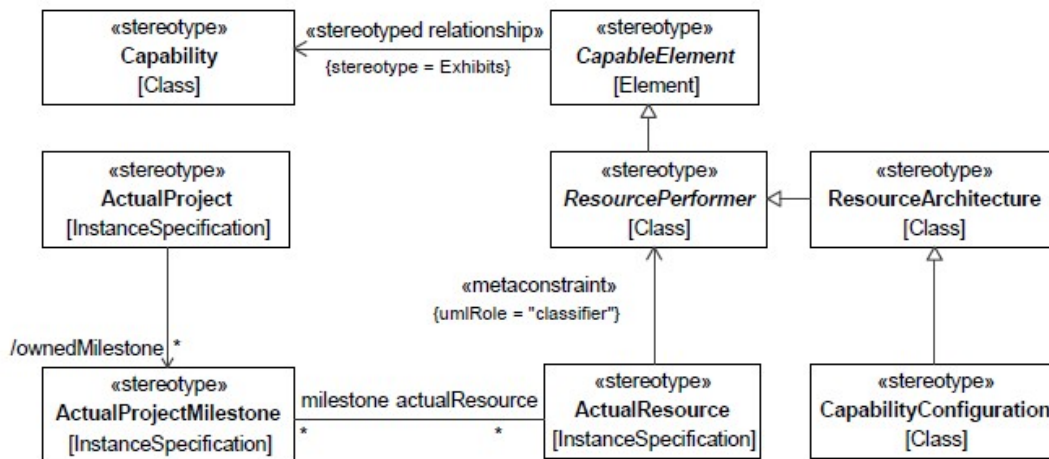 «stereotype»
Capability
[Class]
«stereotyped relationship»
{stereotype = Exhibits}
«stereotype»
CapableElement
[Element]
«stereotype»
ActualProject
[InstanceSpecification]
«stereotype»
ResourcePerformer
[Class]
«stereotype»
ResourceArchitecture
[Class]
«metaconstraint»
{umlRole = "classifier"}
/ownedMilestone *
«stereotype»
ActualProjectMilestone
[InstanceSpecification]
milestone actualResource
* *
«stereotype»
ActualResource
[InstanceSpecification]
«stereotype»
CapabilityConfiguration
[Class]